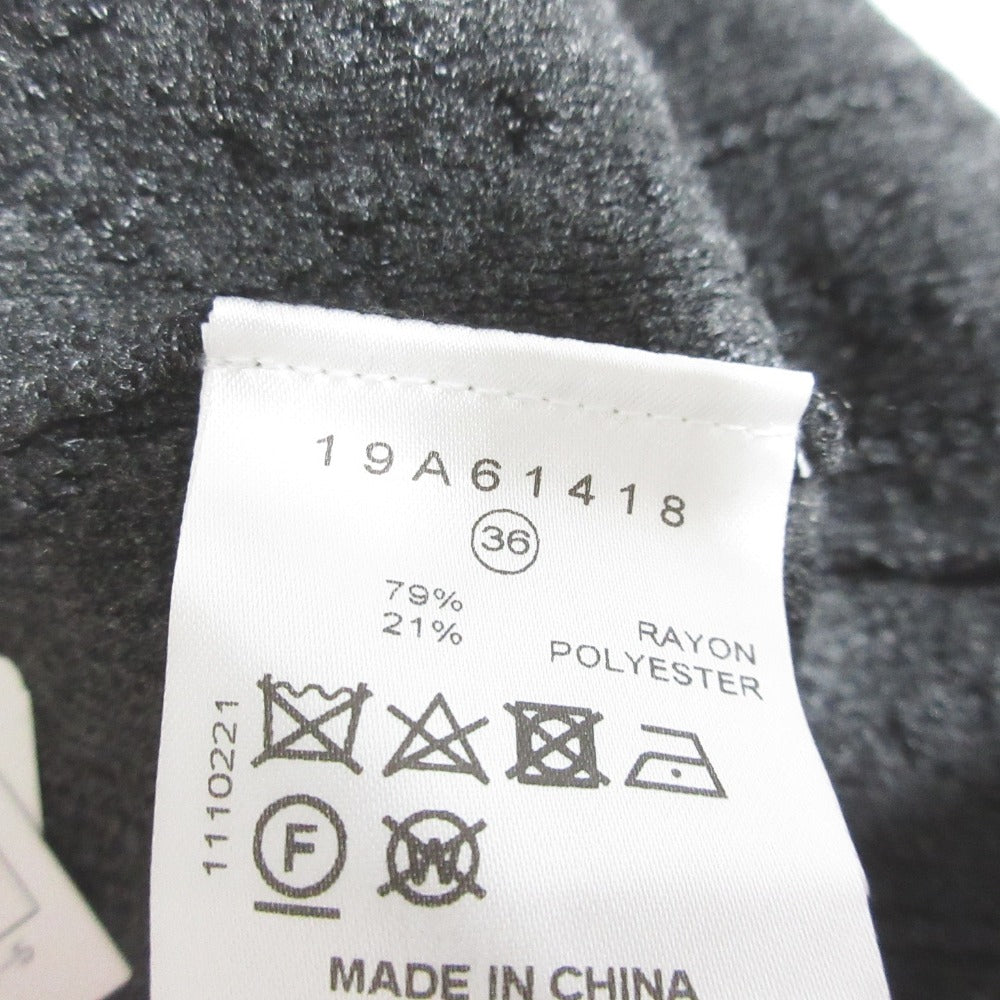 19A61418
36
79% RAYON
21% POLYESTER
1110221
F
W
MADE IN CHINA